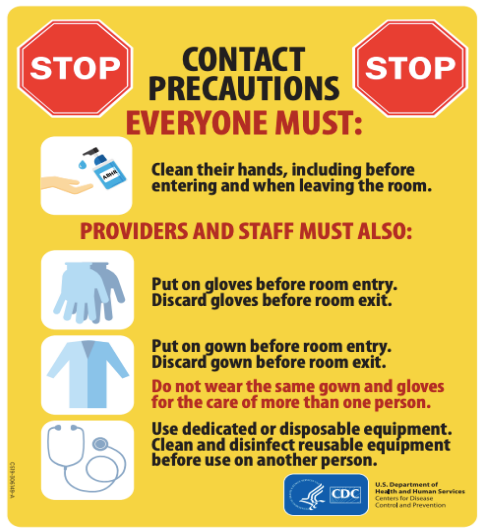 STOP
CONTACT
PRECAUTIONS
STOP
EVERYONE MUST:
ABHR
Clean their hands, including before
entering and when leaving the room.
PROVIDERS AND STAFF MUST ALSO:
Put on gloves before room entry.
Discard gloves before room exit.
Put on gown before room entry.
Discard gown before room exit.
Do not wear the same gown and gloves
for the care of more than one person.
Use dedicated or disposable equipment.
Clean and disinfect reusable equipment
before use on another person.
CDC
U.S. Department of
Health and Human Services
Centers for Disease
Control and Prevention